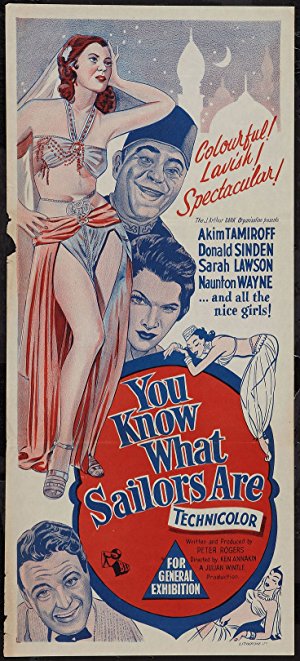 Colourful!
Lavish!
Spectacular!
The J. Arthur RANK Organisation presents
Akim TAMIROFF
Donald SINDEN
Sarah LAWSON
Naunton WAYNE
... and all the
nice girls!
You
Know
What
Sailors Are
TECHNICOLOR
Written and Produced by
PETER ROGERS
Directed by KEN ANNAKIN
A JULIAN WINTLE
Production.
FOR
GENERAL
EXHIBITION